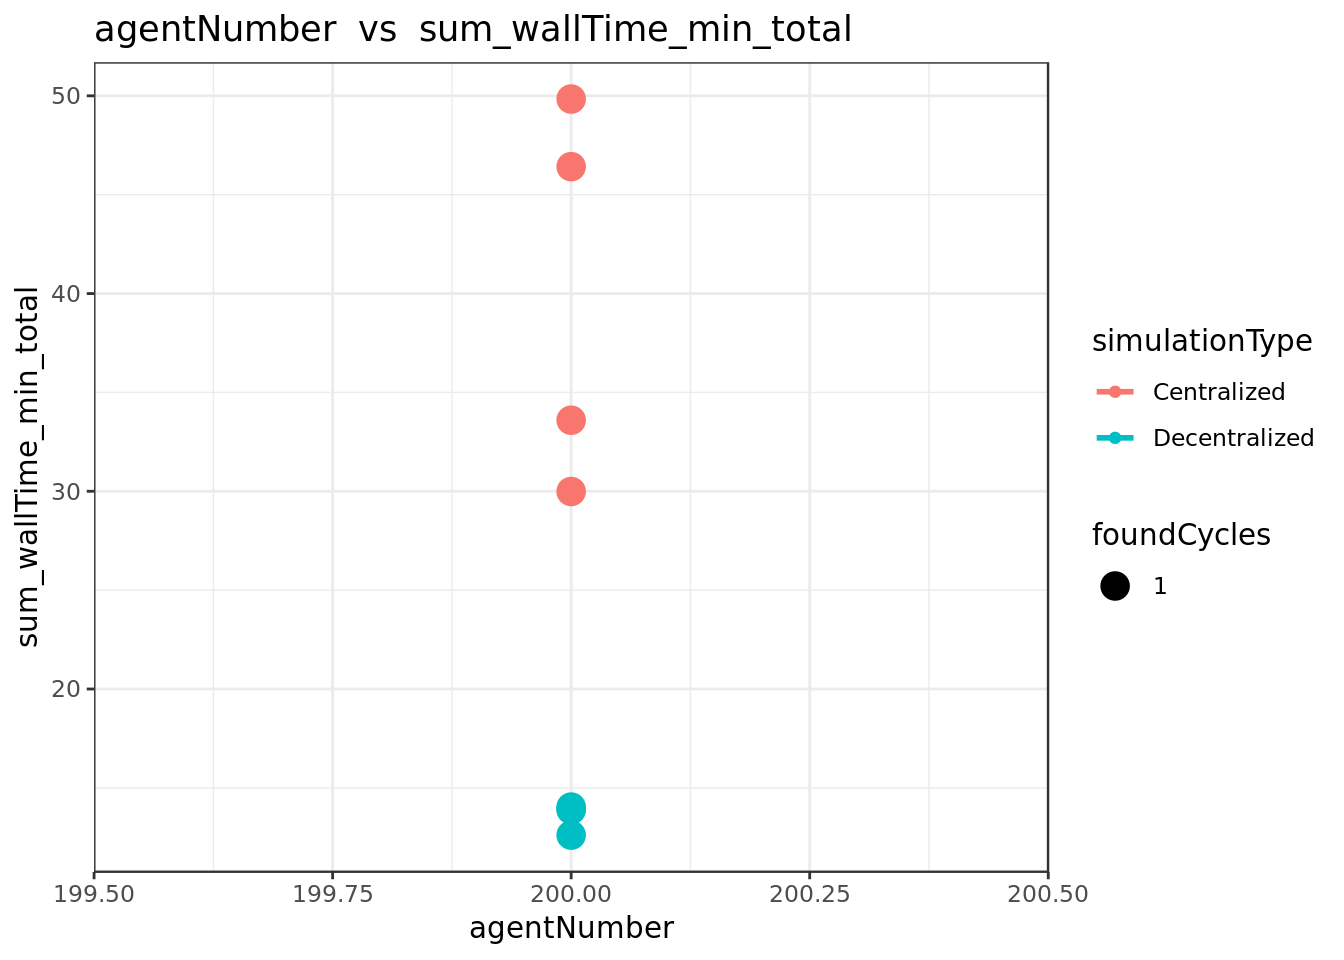 agentNumber vs sum_wallTime_min_total
50
40
30
20
sum_wallTime_min_total
199.50 199.75 200.00 200.25 200.50
agentNumber
simulationType
Centralized
Decentralized
foundCycles
1